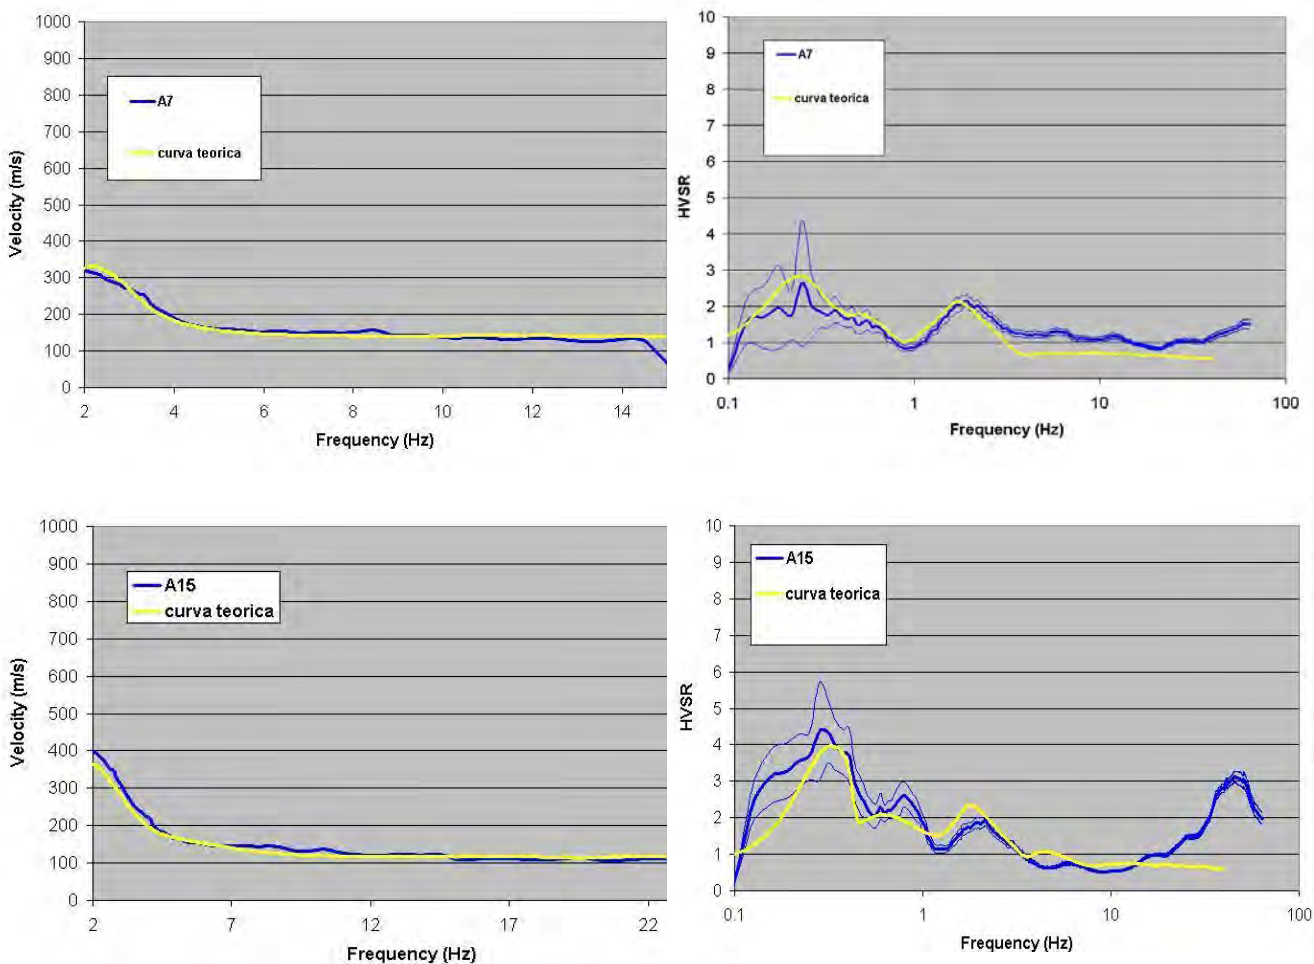 1000
900
800
700
600
500
400
300
200
100
0
Velocity (m/s)
A7
curva teorica
2 4 6 8 10 12 14
Frequency (Hz)
10
9
8
7
6
5
4
3
2
1
0
HVSR
A7
curva teorica
0.1 1 10 100
Frequency (Hz)
1000
900
800
700
600
500
400
300
200
100
0
Velocity (m/s)
A15
curva teorica
2 7 12 17 22
Frequency (Hz)
10
9
8
7
6
5
4
3
2
1
0
HVSR
A15
curva teorica
0.1 1 10 100
Frequency (Hz)